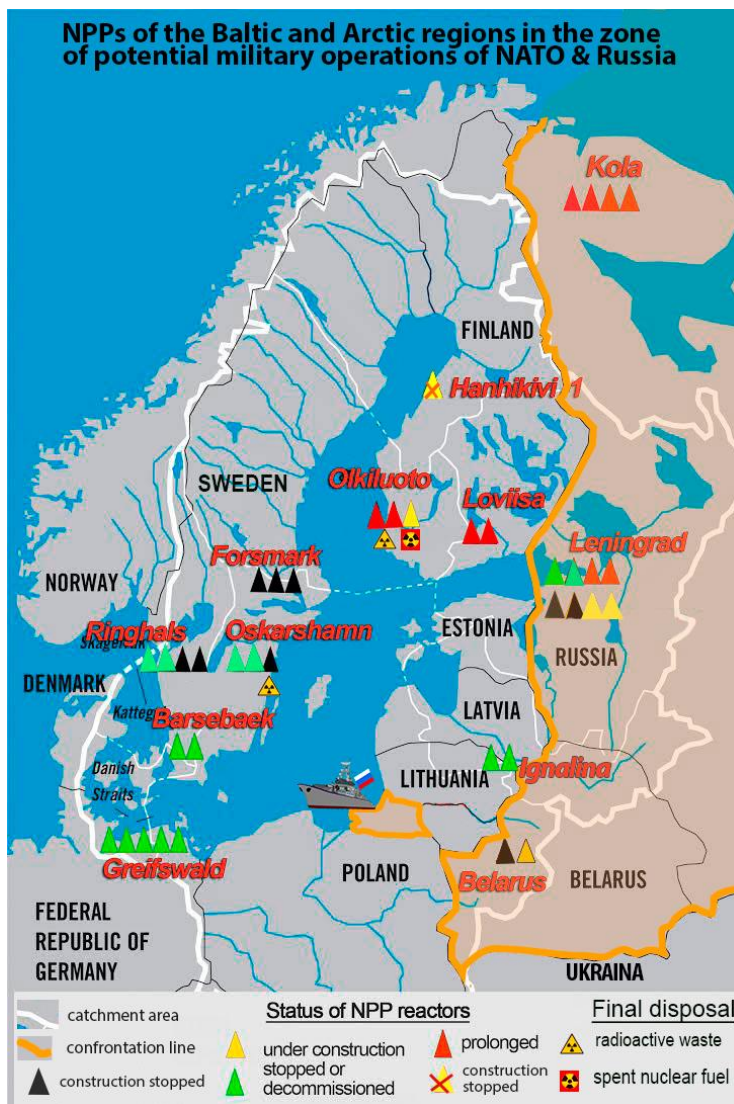 NPPs of the Baltic and Arctic regions in the zone
of potential military operations of NATO & Russia
Kola
FINLAND
Hanhikivi 1
SWEDEN
Olkiluoto
Loviisa
Forsmark
Leningrad
NORWAY
Ringhals
Oskarshamn
ESTONIA
RUSSIA
DENMARK
LATVIA
Kattegat
Barsebaek
LITHUANIA
Ignalina
Danish
Straits
Greifswald
POLAND
Belarus
BELARUS
FEDERAL
REPUBLIC OF
GERMANY
UKRAINA
catchment area
confrontation line
construction stopped
Status of NPP reactors
under construction
stopped or
decommissioned
prolonged
construction
stopped
Final disposal
radioactive waste
spent nuclear fuel